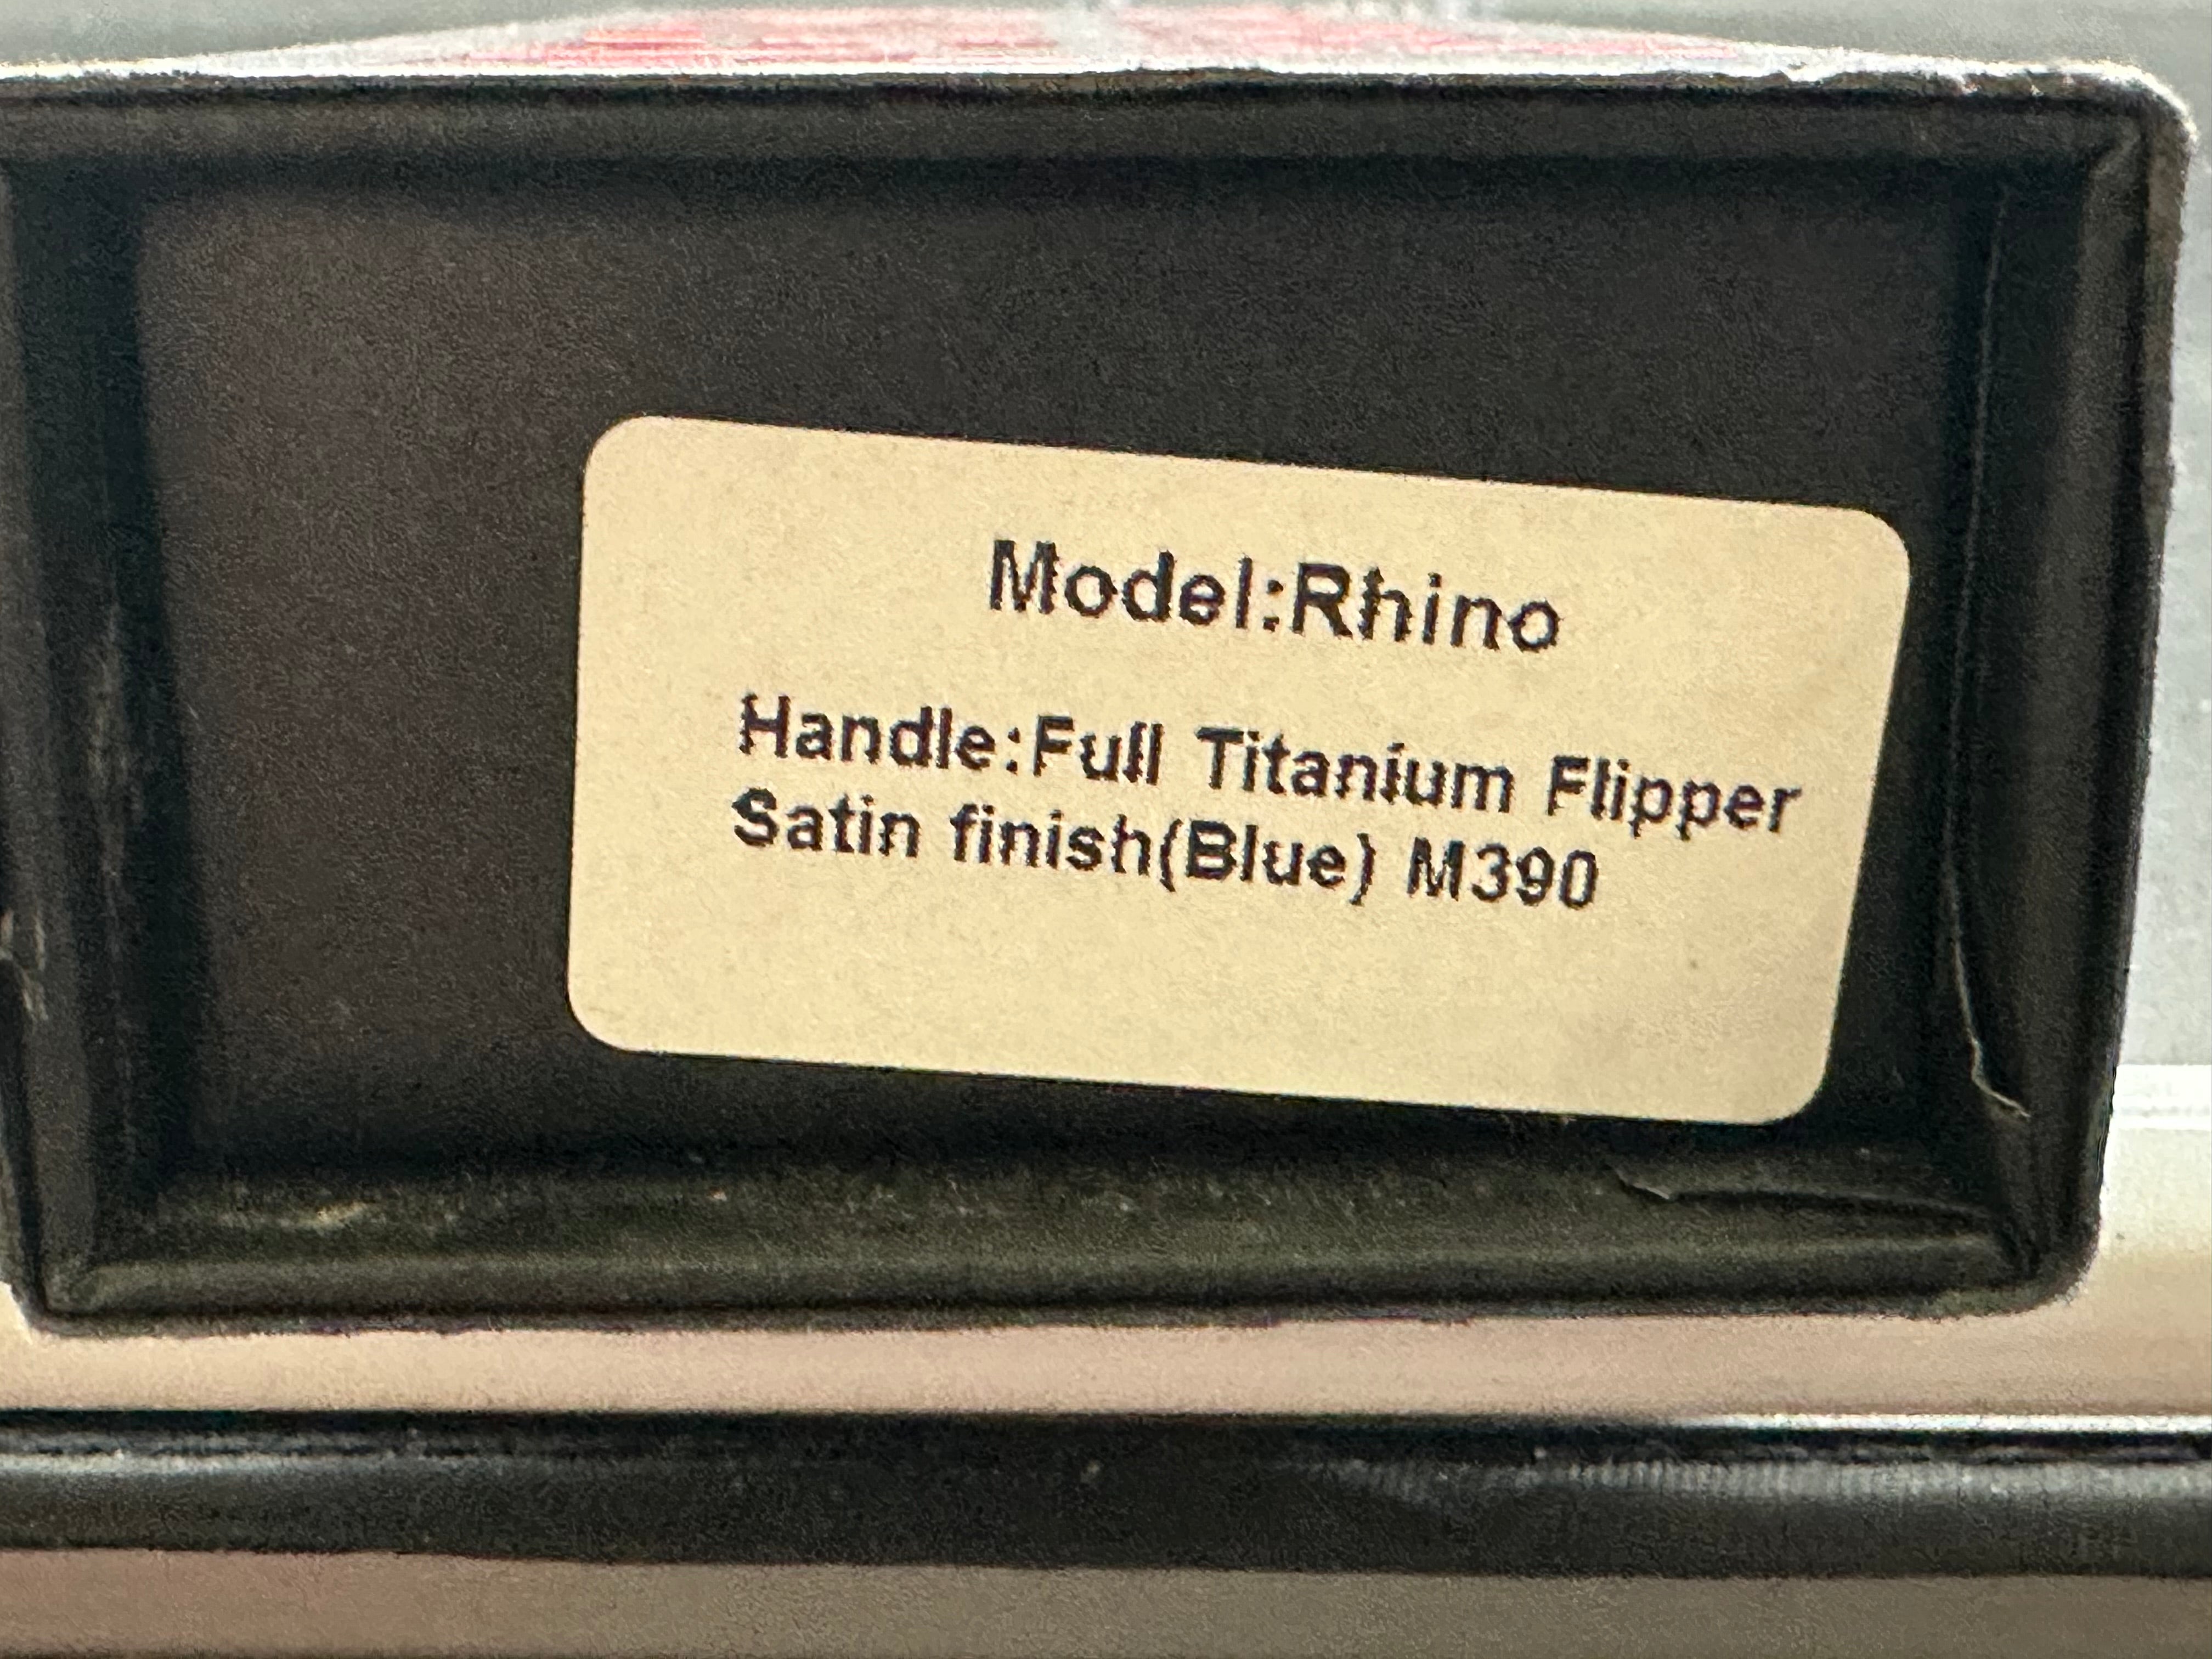 Model:Rhino
Handle:Full Titanium Flipper
Satin finish(Blue) M390